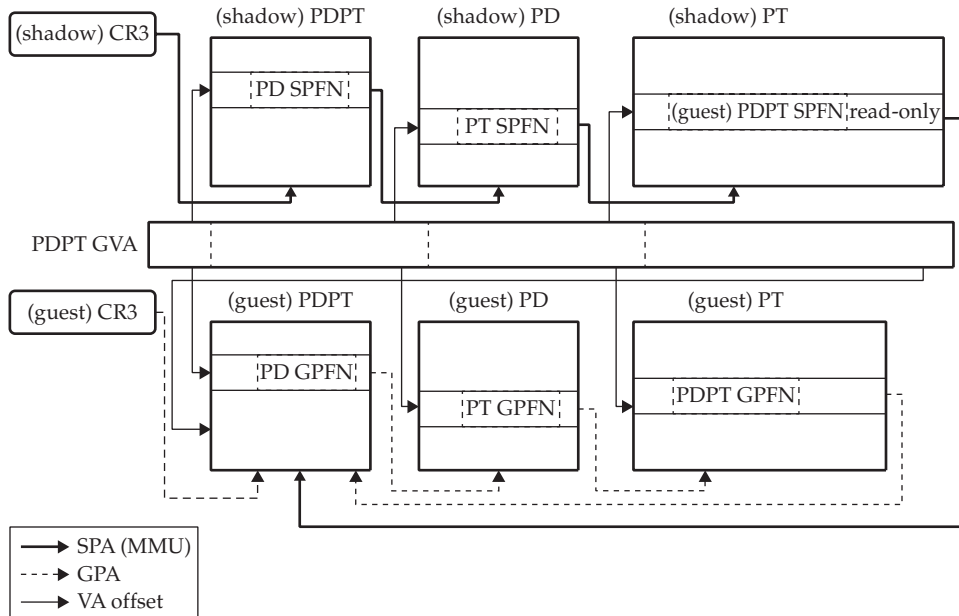 (shadow) PDPT
(shadow) PD
(shadow) PT
(shadow) CR3
PD SPFN
PT SPFN
(guest) PDPT SPFN read-only
PDPT GVA
(guest) PDPT
(guest) PD
(guest) PT
(guest) CR3
PD GPFN
PT GPFN
PDPT GPFN
SPA (MMU)
GPA
VA offset